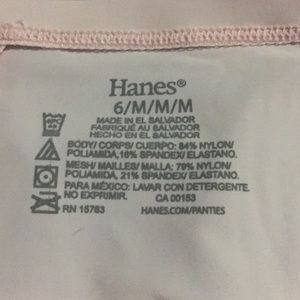 Hanes®
6/M/M/M
MADE IN EL SALVADOR
FABRIQUÉ AU SALVADOR
HECHO EN EL SALVADOR
40°C
BODY/ CORPS/ CUERPO: 84% NYLON/
POLIAMIDA,16% SPANDEX/ ELASTANO.
MESH/ MAILLES/ MALLA: 79% NYLON/
POLIAMIDA, 21% SPANDEX/ ELASTANO.
PARA MÉXICO: LAVAR CON DETERGENTE.
NO EXPRIMIR. CA 00153
RN 15763 HANES.COM/PANTIES